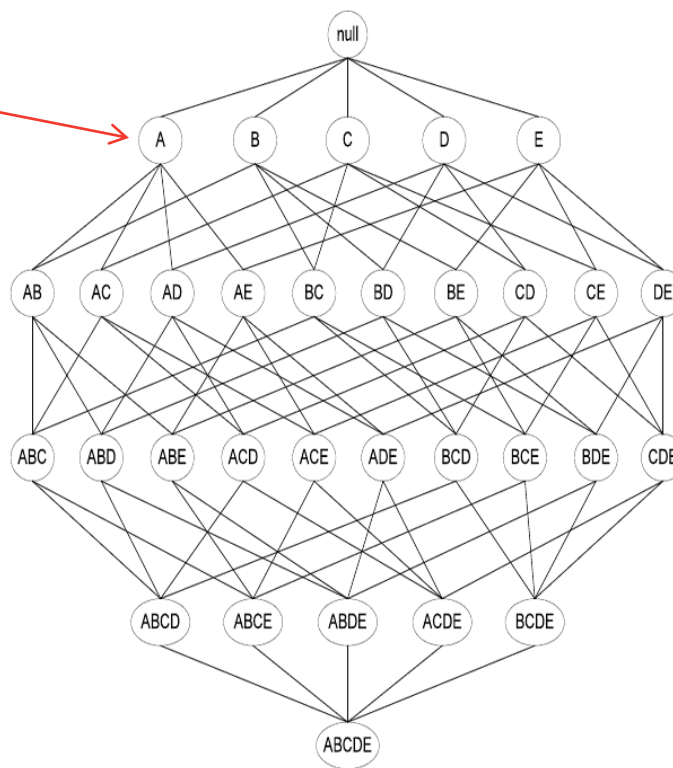 null
A B C D E
AB AC AD AE BC BD BE CD CE DE
ABC ABD ABE ACD ACE ADE BCD BCE BDE CDE
ABCD ABCE ABDE ACDE BCDE
ABCDE